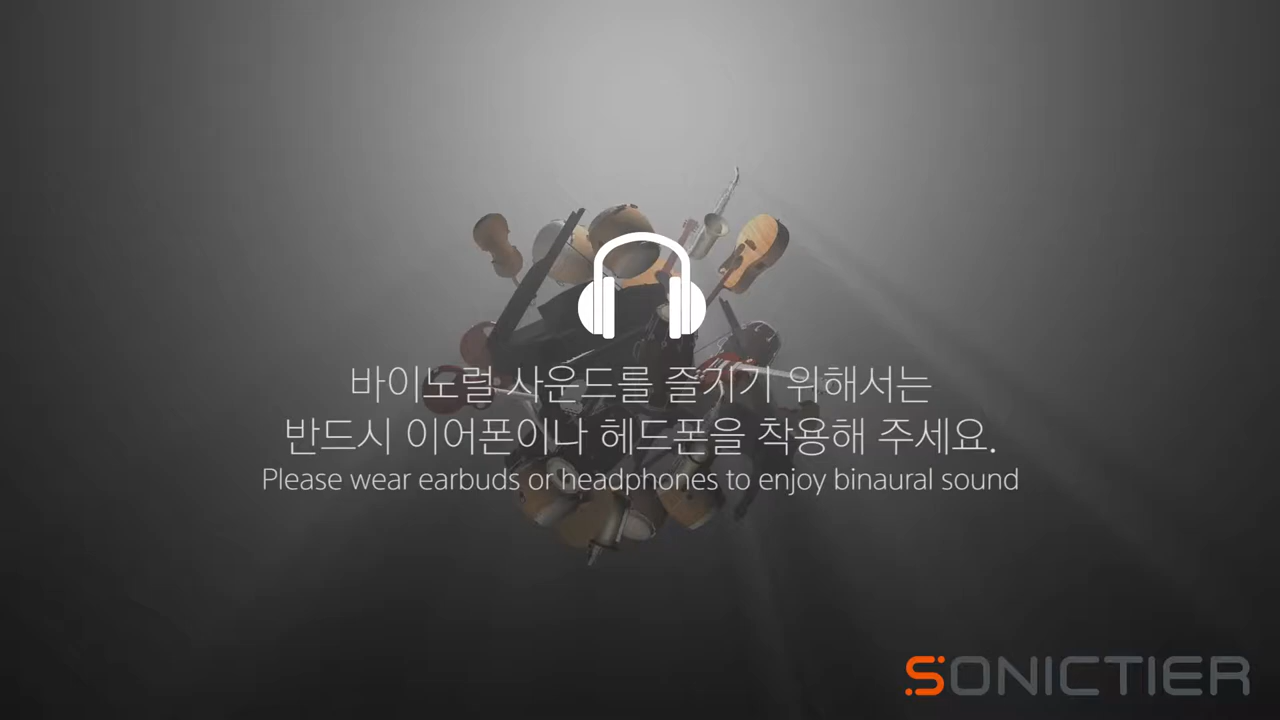 바이노럴 사운드를 즐기기 위해서는
반드시 이어폰이나 헤드폰을 착용해 주세요.
Please wear earbuds or headphones to enjoy binaural sound
SONICTIER